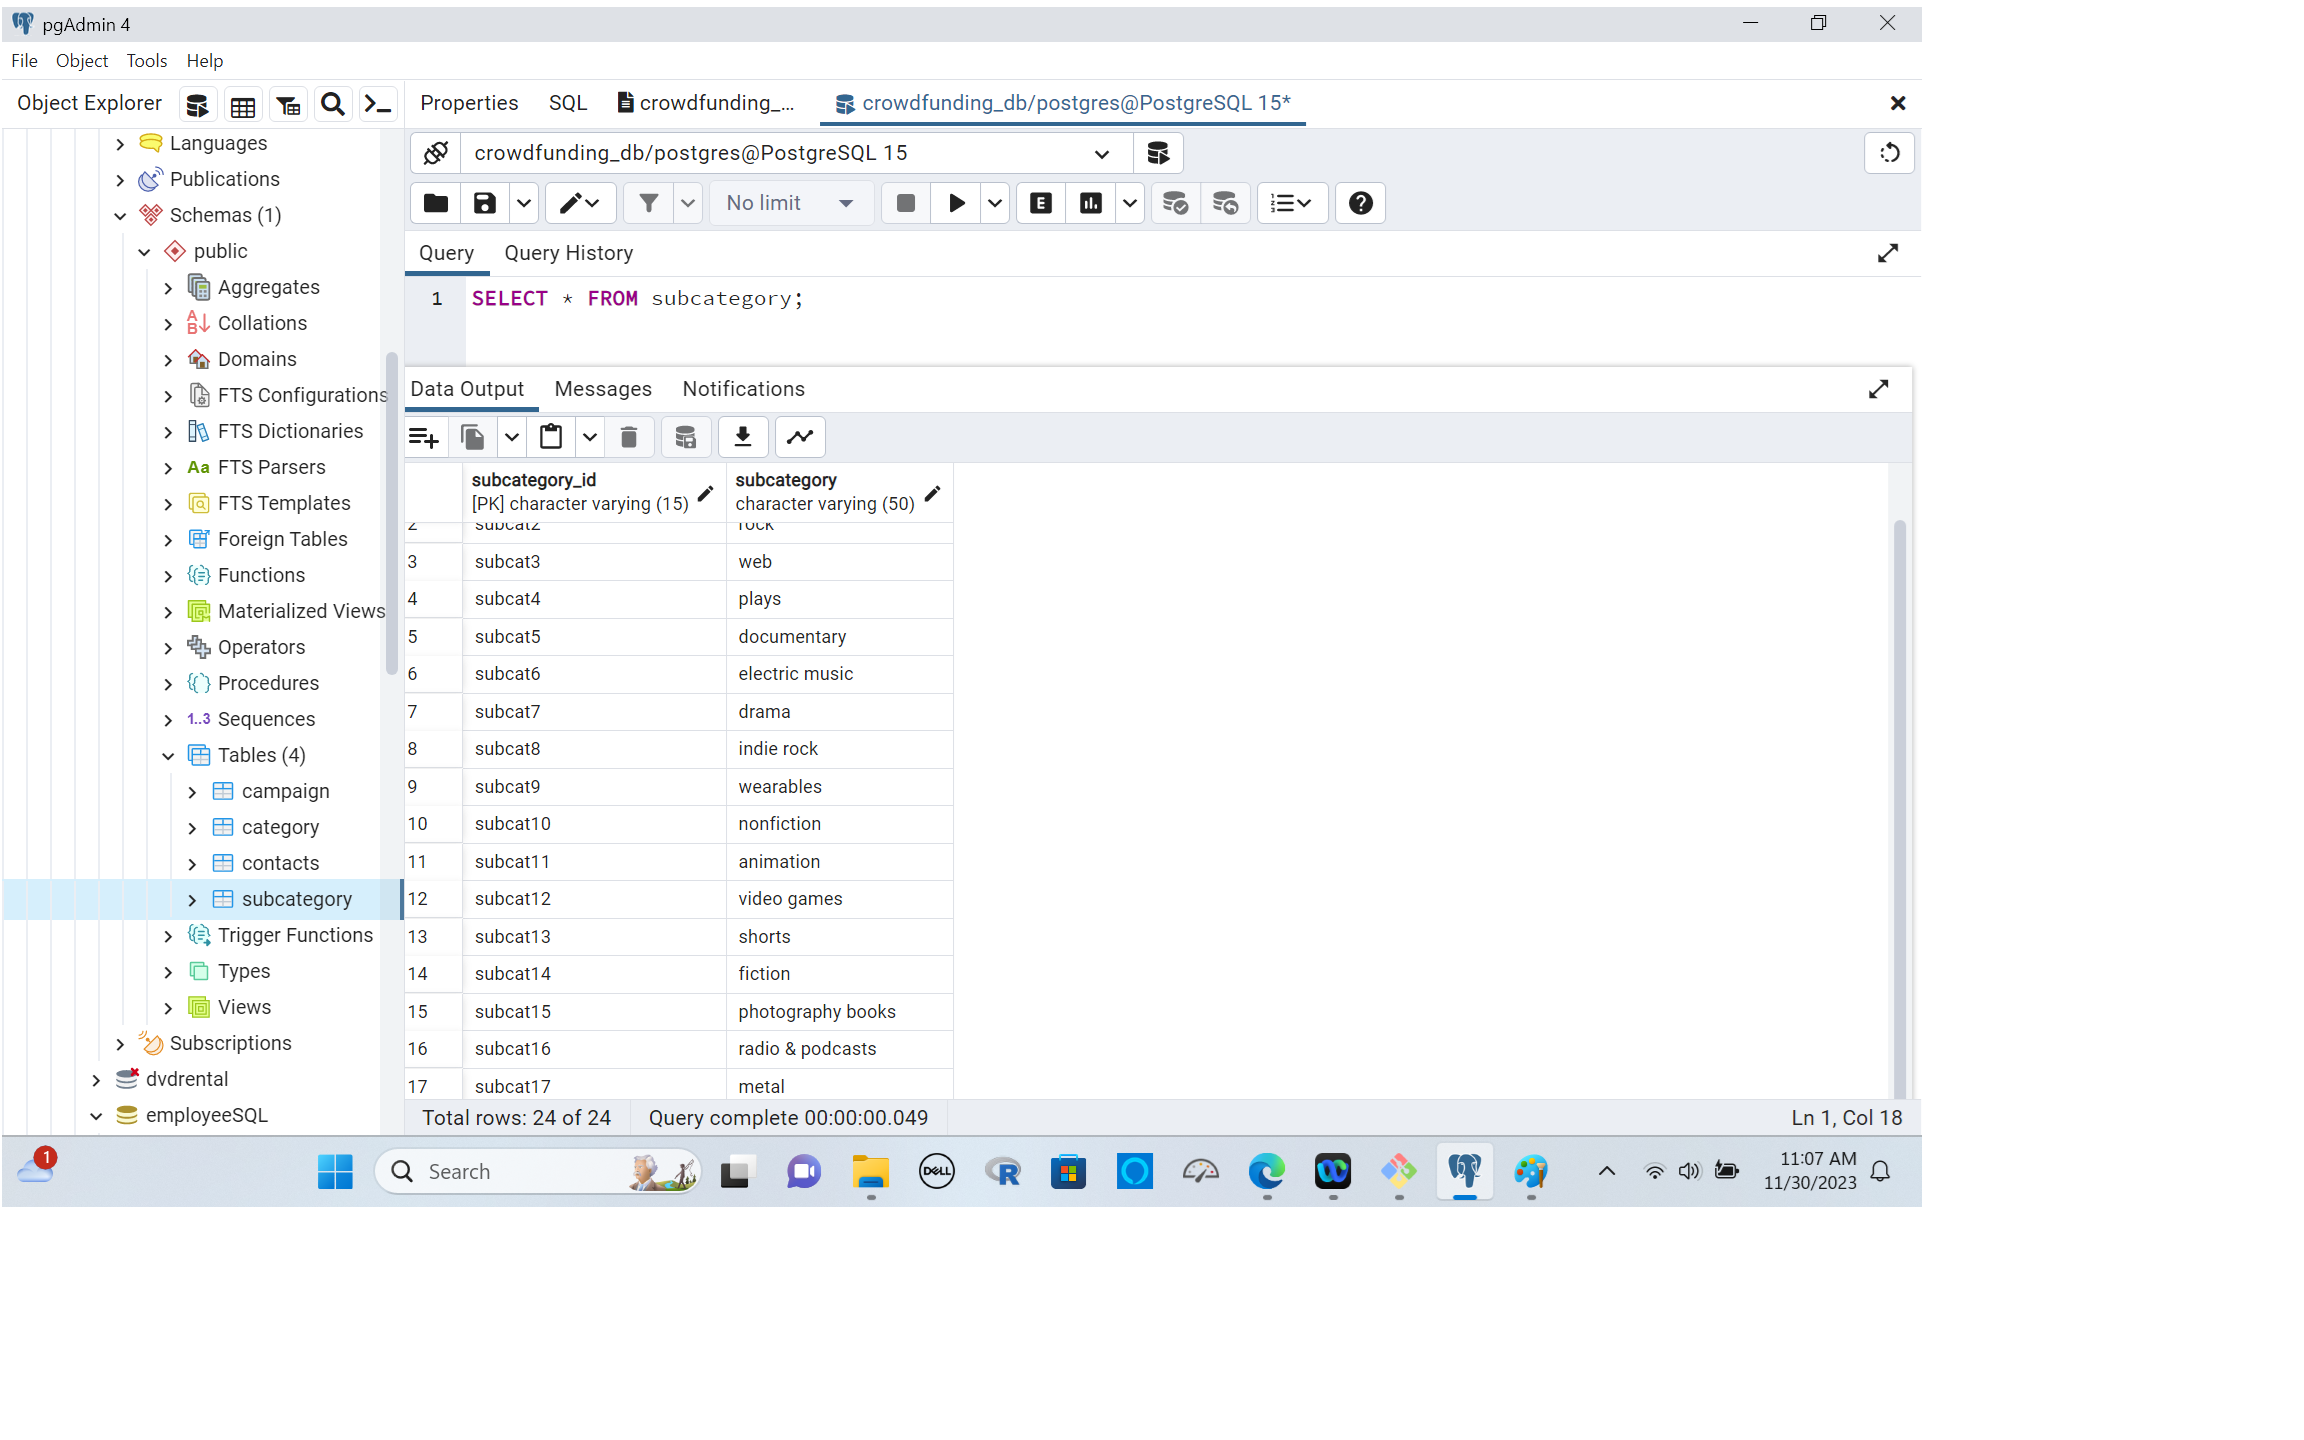 pgAdmin 4
File Object Tools Help
Object Explorer
Properties SQL crowdfunding_... crowdfunding_db/postgres@PostgreSQL 15*
crowdfunding_db/postgres@PostgreSQL 15
No limit
E
Query Query History
1 SELECT * FROM subcategory;
Data Output Messages Notifications
subcategory_id subcategory
[PK] character varying (15) character varying (50)
2 subcat2 rock
3 subcat3 web
4 subcat4 plays
5 subcat5 documentary
6 subcat6 electric music
7 subcat7 drama
8 subcat8 indie rock
9 subcat9 wearables
10 subcat10 nonfiction
11 subcat11 animation
12 subcat12 video games
13 subcat13 shorts
14 subcat14 fiction
15 subcat15 photography books
16 subcat16 radio & podcasts
17 subcat17 metal
Total rows: 24 of 24 Query complete 00:00:00.049 Ln 1, Col 18
Languages
Publications
Schemas (1)
public
Aggregates
Collations
Domains
FTS Configurations
FTS Dictionaries
Aa FTS Parsers
FTS Templates
Foreign Tables
Functions
Materialized Views
Operators
Procedures
1..3 Sequences
Tables (4)
campaign
category
contacts
subcategory
Trigger Functions
Types
Views
Subscriptions
dvdrental
employeeSQL
1
Search
DELL
R
11:07 AM
11/30/2023